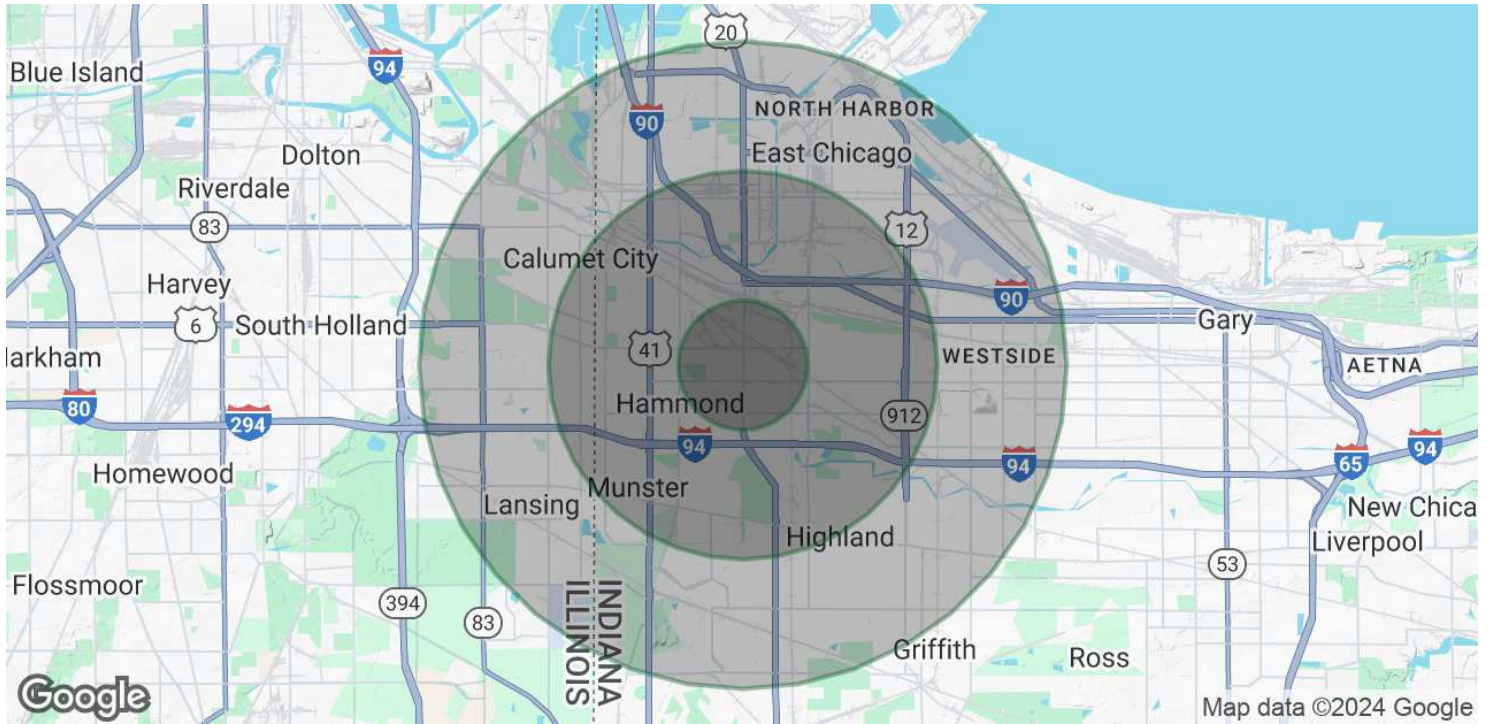 20
Blue Island
94
NORTH HARBOR
90
Dolton
East Chicago
Riverdale
83
12
Calumet City
Harvey
90
6
South Holland
Gary
41
WESTSIDE
arkham
AETNA
80
Hammond
294
912
94
94
94
65
Homewood
Munster
Lansing
New Chica
Highland
Liverpool
53
Flossmoor
394
INDIANA
ILLINOIS
83
Griffith
Ross
Google
Map data ©2024 Google